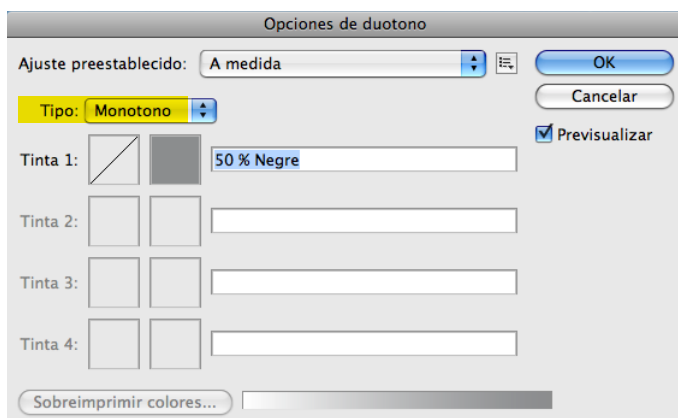 Opciones de duotono
Ajuste preestablecido: A medida OK
Cancelar
Tipo: Monotono
Previsualizar
Tinta 1: 50 % Negre
Tinta 2:
Tinta 3:
Tinta 4:
Sobreimprimir colores...